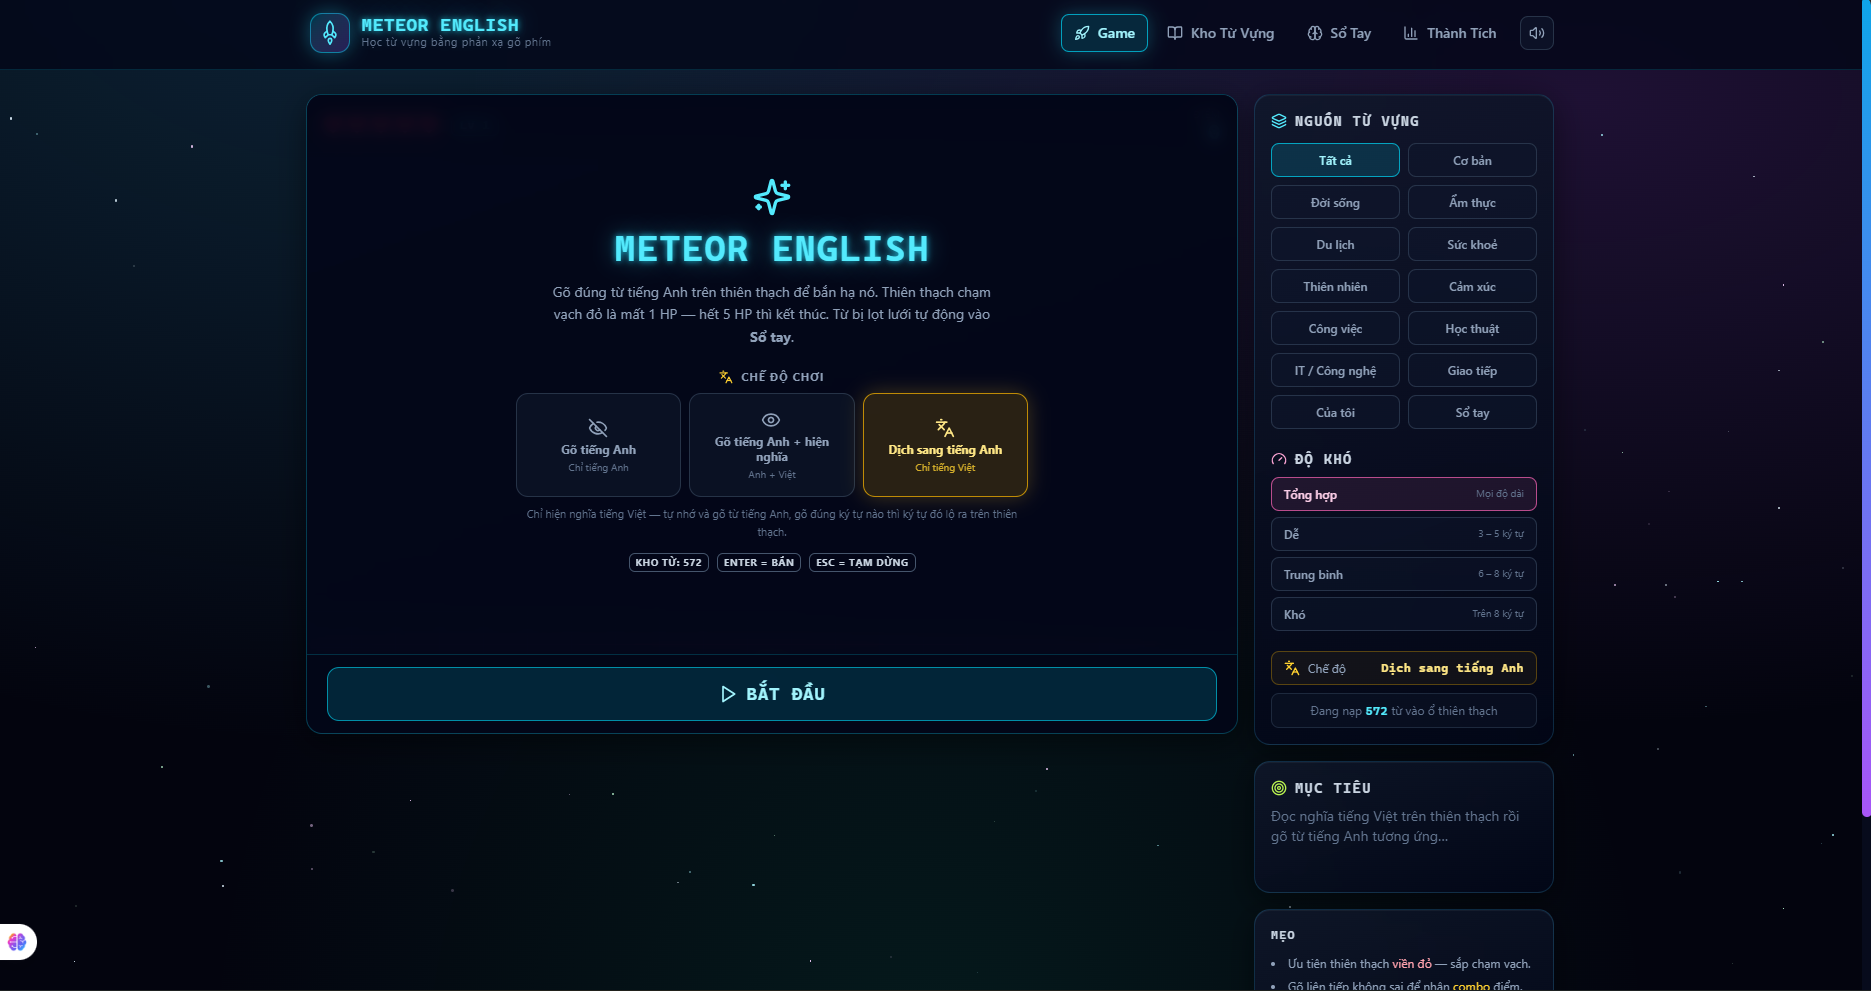 METEOR ENGLISH
Học từ vựng bằng phản xạ gõ phím
Game
Kho Từ Vựng
Sổ Tay
Thành Tích
METEOR ENGLISH
Gõ đúng từ tiếng Anh trên thiên thạch để bắn hạ nó. Thiên thạch chạm
vạch đỏ là mất 1 HP — hết 5 HP thì kết thúc. Từ bị lọt lưới tự động vào
Sổ tay.
CHẾ ĐỘ CHƠI
Gõ tiếng Anh
Chỉ tiếng Anh
Gõ tiếng Anh + hiện
nghĩa
Anh + Việt
Dịch sang tiếng Anh
Chỉ tiếng Việt
Chỉ hiện nghĩa tiếng Việt — tự nhớ và gõ từ tiếng Anh, gõ đúng ký tự nào thì ký tự đó lộ ra trên thiên
thạch.
KHO TỪ: 572
ENTER = BẮN
ESC = TẠM DỪNG
BẮT ĐẦU
NGUỒN TỪ VỰNG
Tất cả
Cơ bản
Đời sống
Ẩm thực
Du lịch
Sức khoẻ
Thiên nhiên
Cảm xúc
Công việc
Học thuật
IT / Công nghệ
Giao tiếp
Của tôi
Sổ tay
ĐỘ KHÓ
Tổng hợp
Mọi độ dài
Dễ
3 – 5 ký tự
Trung bình
6 – 8 ký tự
Khó
Trên 8 ký tự
Chế độ
Dịch sang tiếng Anh
Đang nạp 572 từ vào ổ thiên thạch
MỤC TIÊU
Đọc nghĩa tiếng Việt trên thiên thạch rồi
gõ từ tiếng Anh tương ứng...
MẸO
Ưu tiên thiên thạch viền đỏ — sắp chạm vạch.
Gõ liên tiếp không sai để nhân combo điểm.